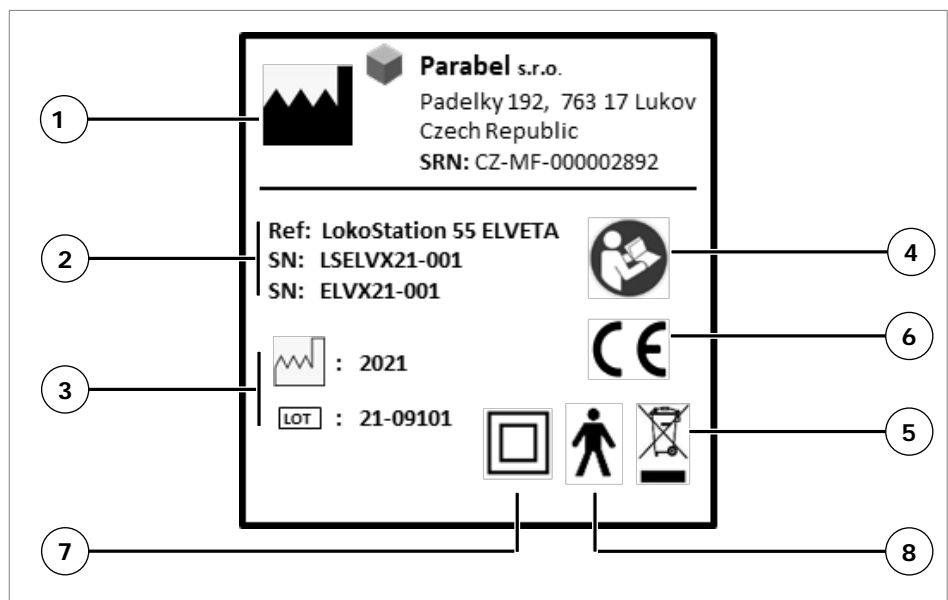 Parabel s.r.o.
Padelky 192, 763 17 Lukov
Czech Republic
SRN: CZ-MF-000002892
1
Ref: LokoStation 55 ELVETA
SN: LSELVX21-001
SN: ELVX21-001
2
4
CE
6
: 2021
3
LOT : 21-09101
5
7
8